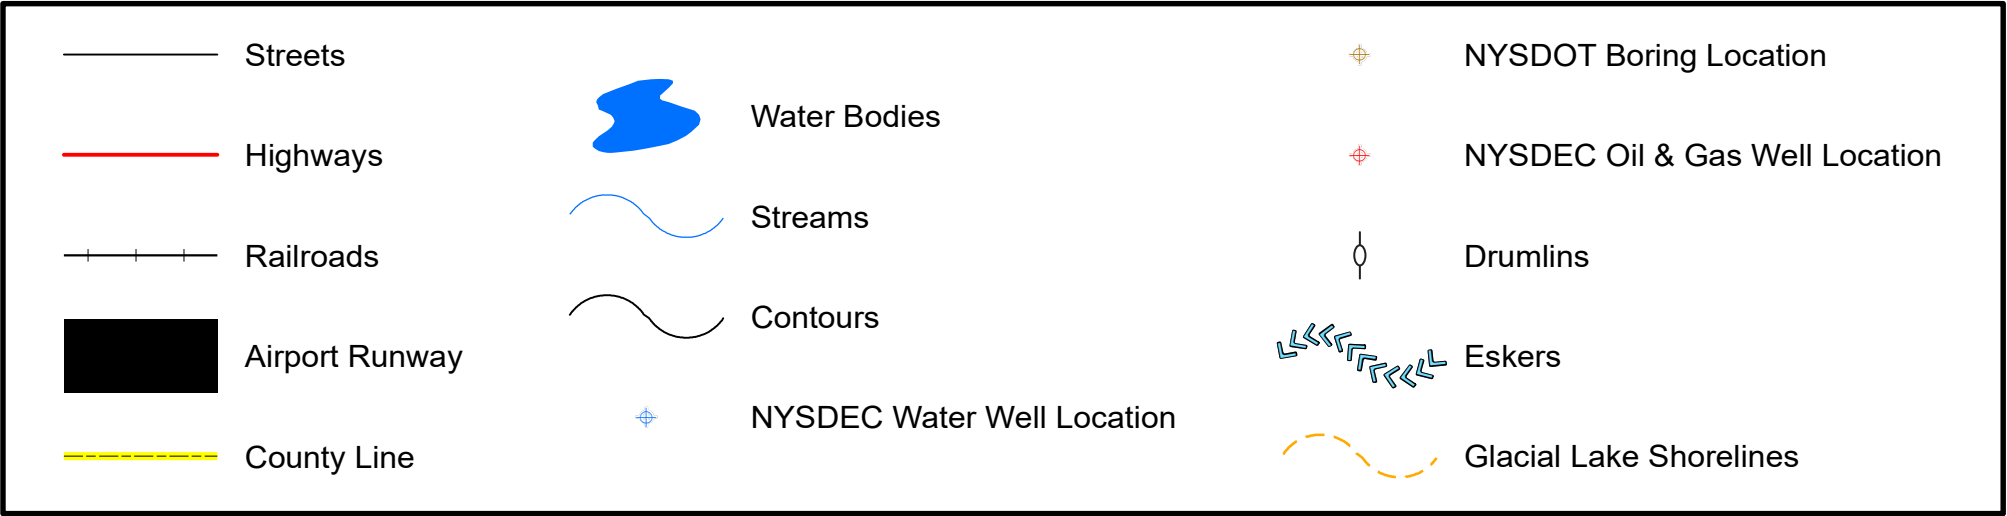 Streets
Highways
Railroads
Airport Runway
County Line
Water Bodies
Streams
Contours
NYSDEC Water Well Location
NYSDOT Boring Location
NYSDEC Oil & Gas Well Location
Drumlins
Eskers
Glacial Lake Shorelines